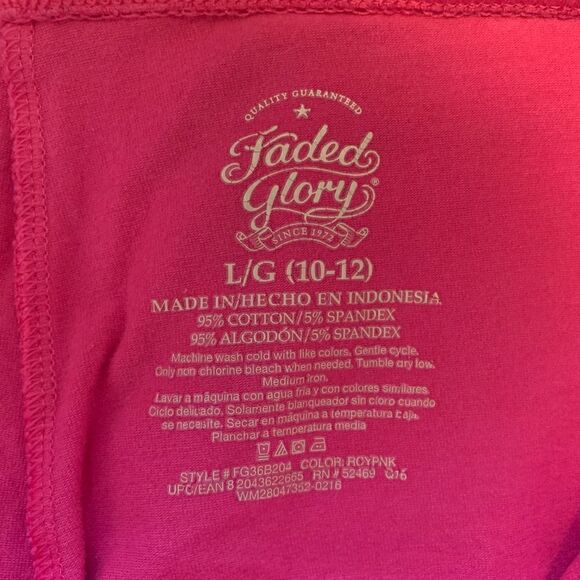 QUALITY GUARANTEED
Faded
Glory®
SINCE 1972
L/G (10-12)
MADE IN/HECHO EN INDONESIA
95% COTTON/5% SPANDEX
95% ALGODÓN/5% SPANDEX
Machine wash cold with like colors. Gentle cycle.
Only non-chlorine bleach when needed. Tumble dry low.
Medium iron.
Lavar a máquina con agua fría y con colores similares.
Ciclo delicado. Solamente blanqueador sin cloro cuando
se necesite. Secar en máquina a temperatura baja.
Planchar a temperatura media
STYLE # FG36B204 COLOR: RCYPNK
UPC/EAN 8 2043622665 RN # 52469 Q16
WM28047352-0216